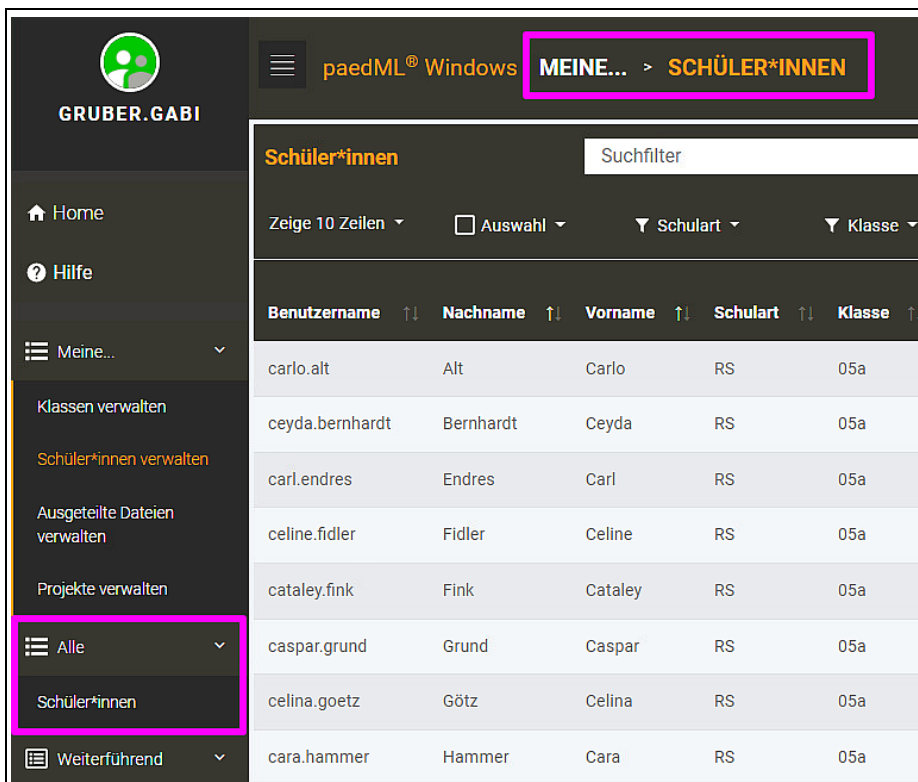 GRUBER.GABI
Home
Hilfe
Meine...
Klassen verwalten
Schüler*innen verwalten
Ausgeteilte Dateien
verwalten
Projekte verwalten
Alle
Schüler*innen
Weiterführend
paedML® Windows MEINE... > SCHÜLER*INNEN
Schüler*innen Suchfilter
Zeige 10 Zeilen Auswahl Schulart Klasse
Benutzername Nachname Vorname Schulart Klasse
carlo.alt Alt Carlo RS 05a
ceyda.bernhardt Bernhardt Ceyda RS 05a
carl.endres Endres Carl RS 05a
celine.fidler Fidler Celine RS 05a
cataley.fink Fink Cataley RS 05a
caspar.grund Grund Caspar RS 05a
celina.goetz Götz Celina RS 05a
cara.hammer Hammer Cara RS 05a